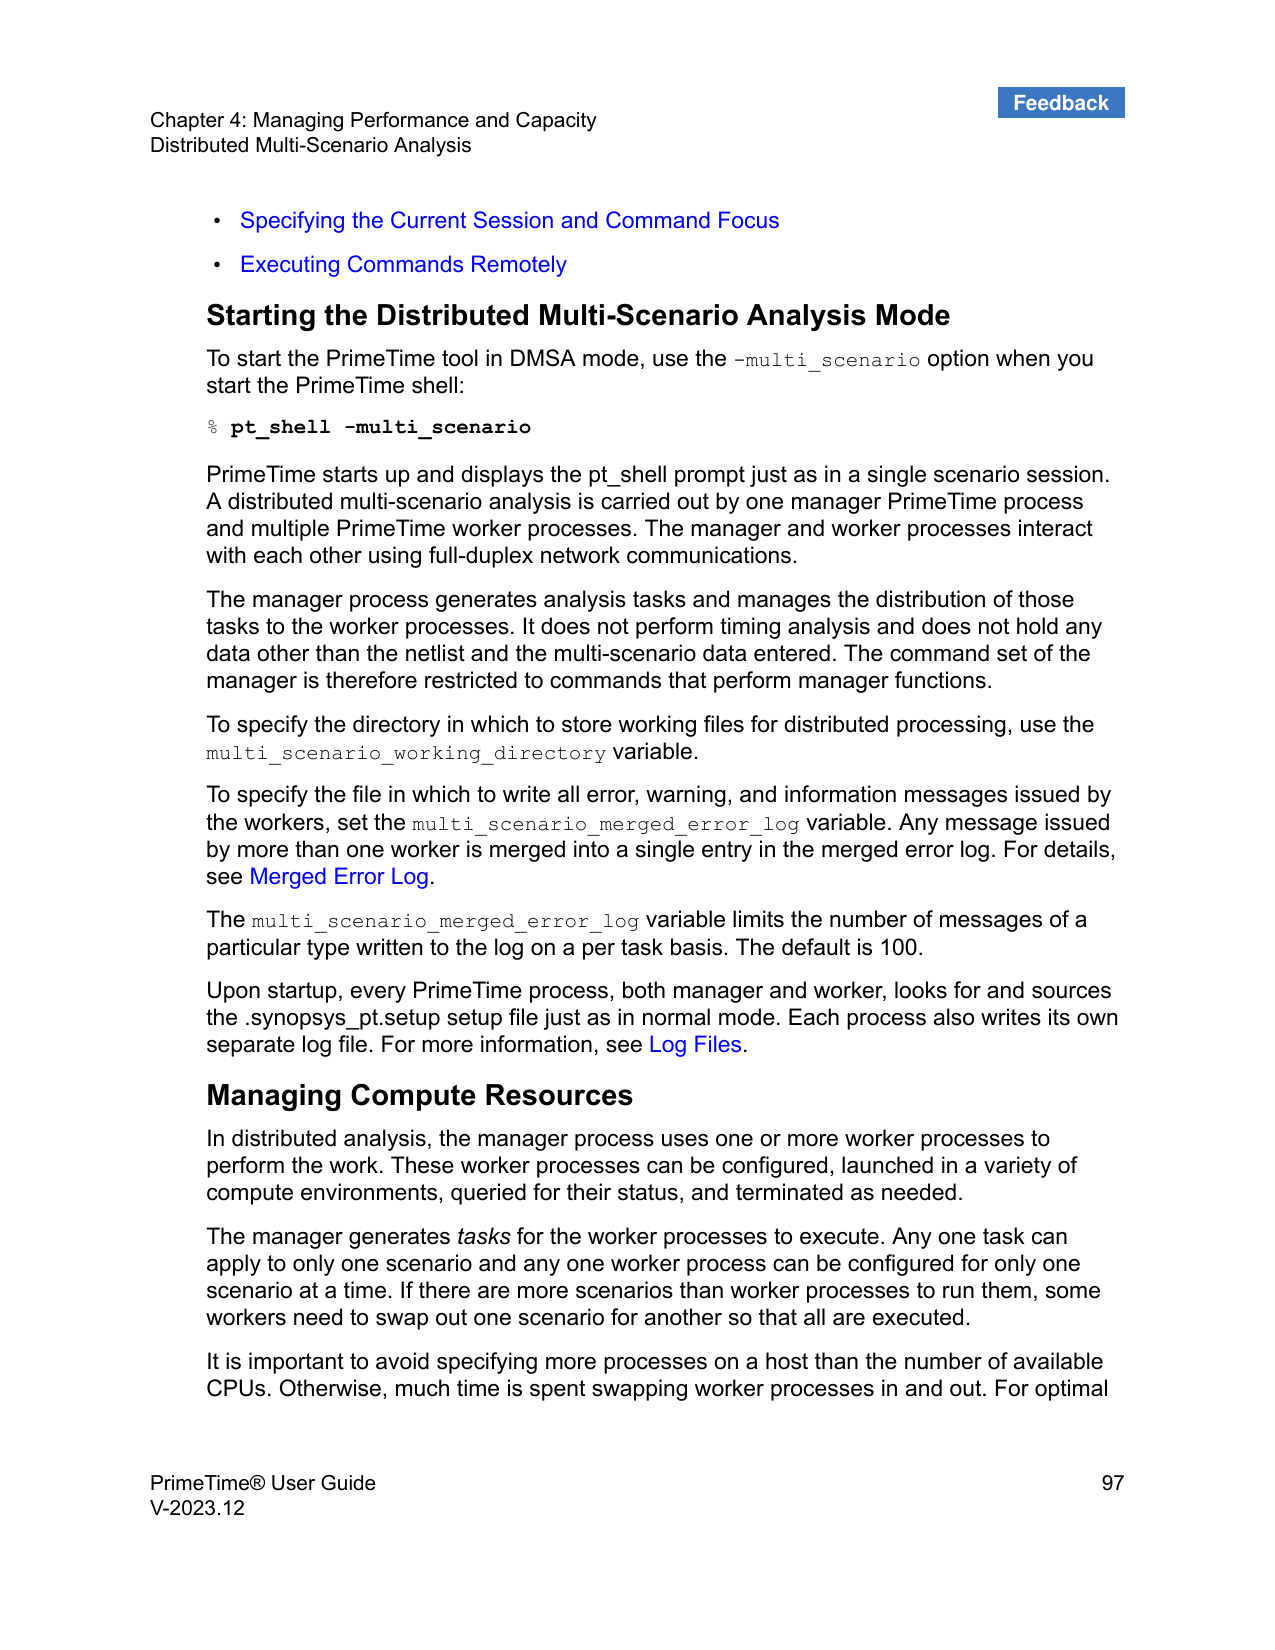 Feedback
Chapter 4: Managing Performance and Capacity
Distributed Multi-Scenario Analysis
• Specifying the Current Session and Command Focus
• Executing Commands Remotely
Starting the Distributed Multi-Scenario Analysis Mode
To start the PrimeTime tool in DMSA mode, use the -multi_scenario option when you
start the PrimeTime shell:
% pt_shell -multi_scenario
PrimeTime starts up and displays the pt_shell prompt just as in a single scenario session.
A distributed multi-scenario analysis is carried out by one manager PrimeTime process
and multiple PrimeTime worker processes. The manager and worker processes interact
with each other using full-duplex network communications.
The manager process generates analysis tasks and manages the distribution of those
tasks to the worker processes. It does not perform timing analysis and does not hold any
data other than the netlist and the multi-scenario data entered. The command set of the
manager is therefore restricted to commands that perform manager functions.
To specify the directory in which to store working files for distributed processing, use the
multi_scenario_working_directory variable.
To specify the file in which to write all error, warning, and information messages issued by
the workers, set the multi_scenario_merged_error_log variable. Any message issued
by more than one worker is merged into a single entry in the merged error log. For details,
see Merged Error Log.
The multi_scenario_merged_error_log variable limits the number of messages of a
particular type written to the log on a per task basis. The default is 100.
Upon startup, every PrimeTime process, both manager and worker, looks for and sources
the .synopsys_pt.setup setup file just as in normal mode. Each process also writes its own
separate log file. For more information, see Log Files.
Managing Compute Resources
In distributed analysis, the manager process uses one or more worker processes to
perform the work. These worker processes can be configured, launched in a variety of
compute environments, queried for their status, and terminated as needed.
The manager generates tasks for the worker processes to execute. Any one task can
apply to only one scenario and any one worker process can be configured for only one
scenario at a time. If there are more scenarios than worker processes to run them, some
workers need to swap out one scenario for another so that all are executed.
It is important to avoid specifying more processes on a host than the number of available
CPUs. Otherwise, much time is spent swapping worker processes in and out. For optimal
PrimeTime® User Guide 97
V-2023.12